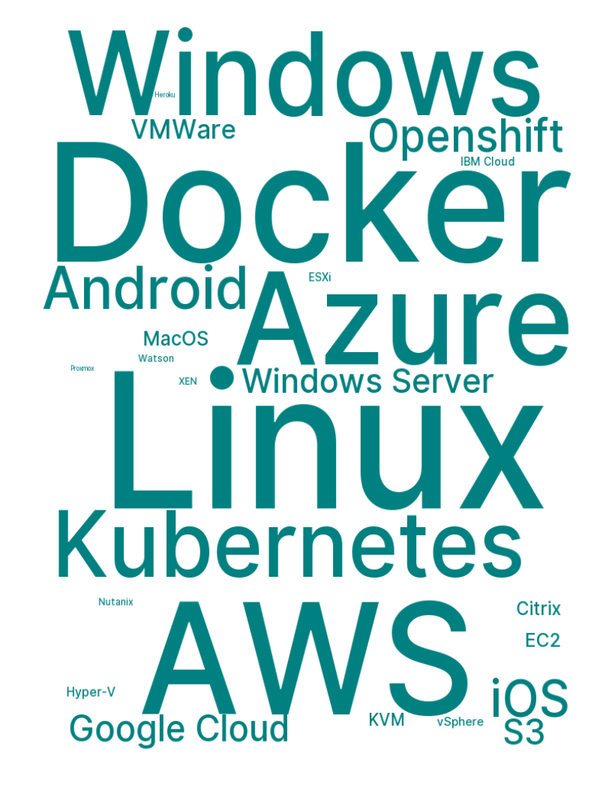 Windows
Heroku
VMWare
Openshift
IBM Cloud
Docker
Android
ESXi
Azure
MacOS
Watson
Proxmox
XEN
Windows Server
Linux
Kubernetes
Nutanix
AWS
Citrix
EC2
Hyper-V
iOS
Google Cloud
KVM
vSphere
S3